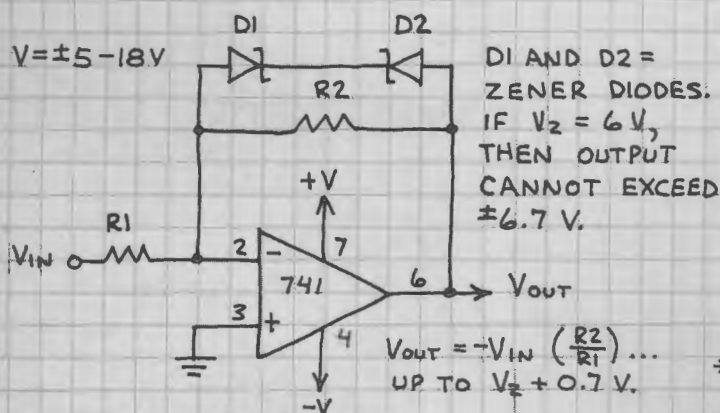 V=±5-18V
D1
D2
R2
D1 AND D2 =
ZENER DIODES.
IF VZ = 6 V,
THEN OUTPUT
CANNOT EXCEED
±6.7 V.
+V
R1
VIN
2
-
7
741
6
VOUT
3
+
4
-V
VOUT = -VIN (R2/R1) ...
UP TO VZ + 0.7 V.